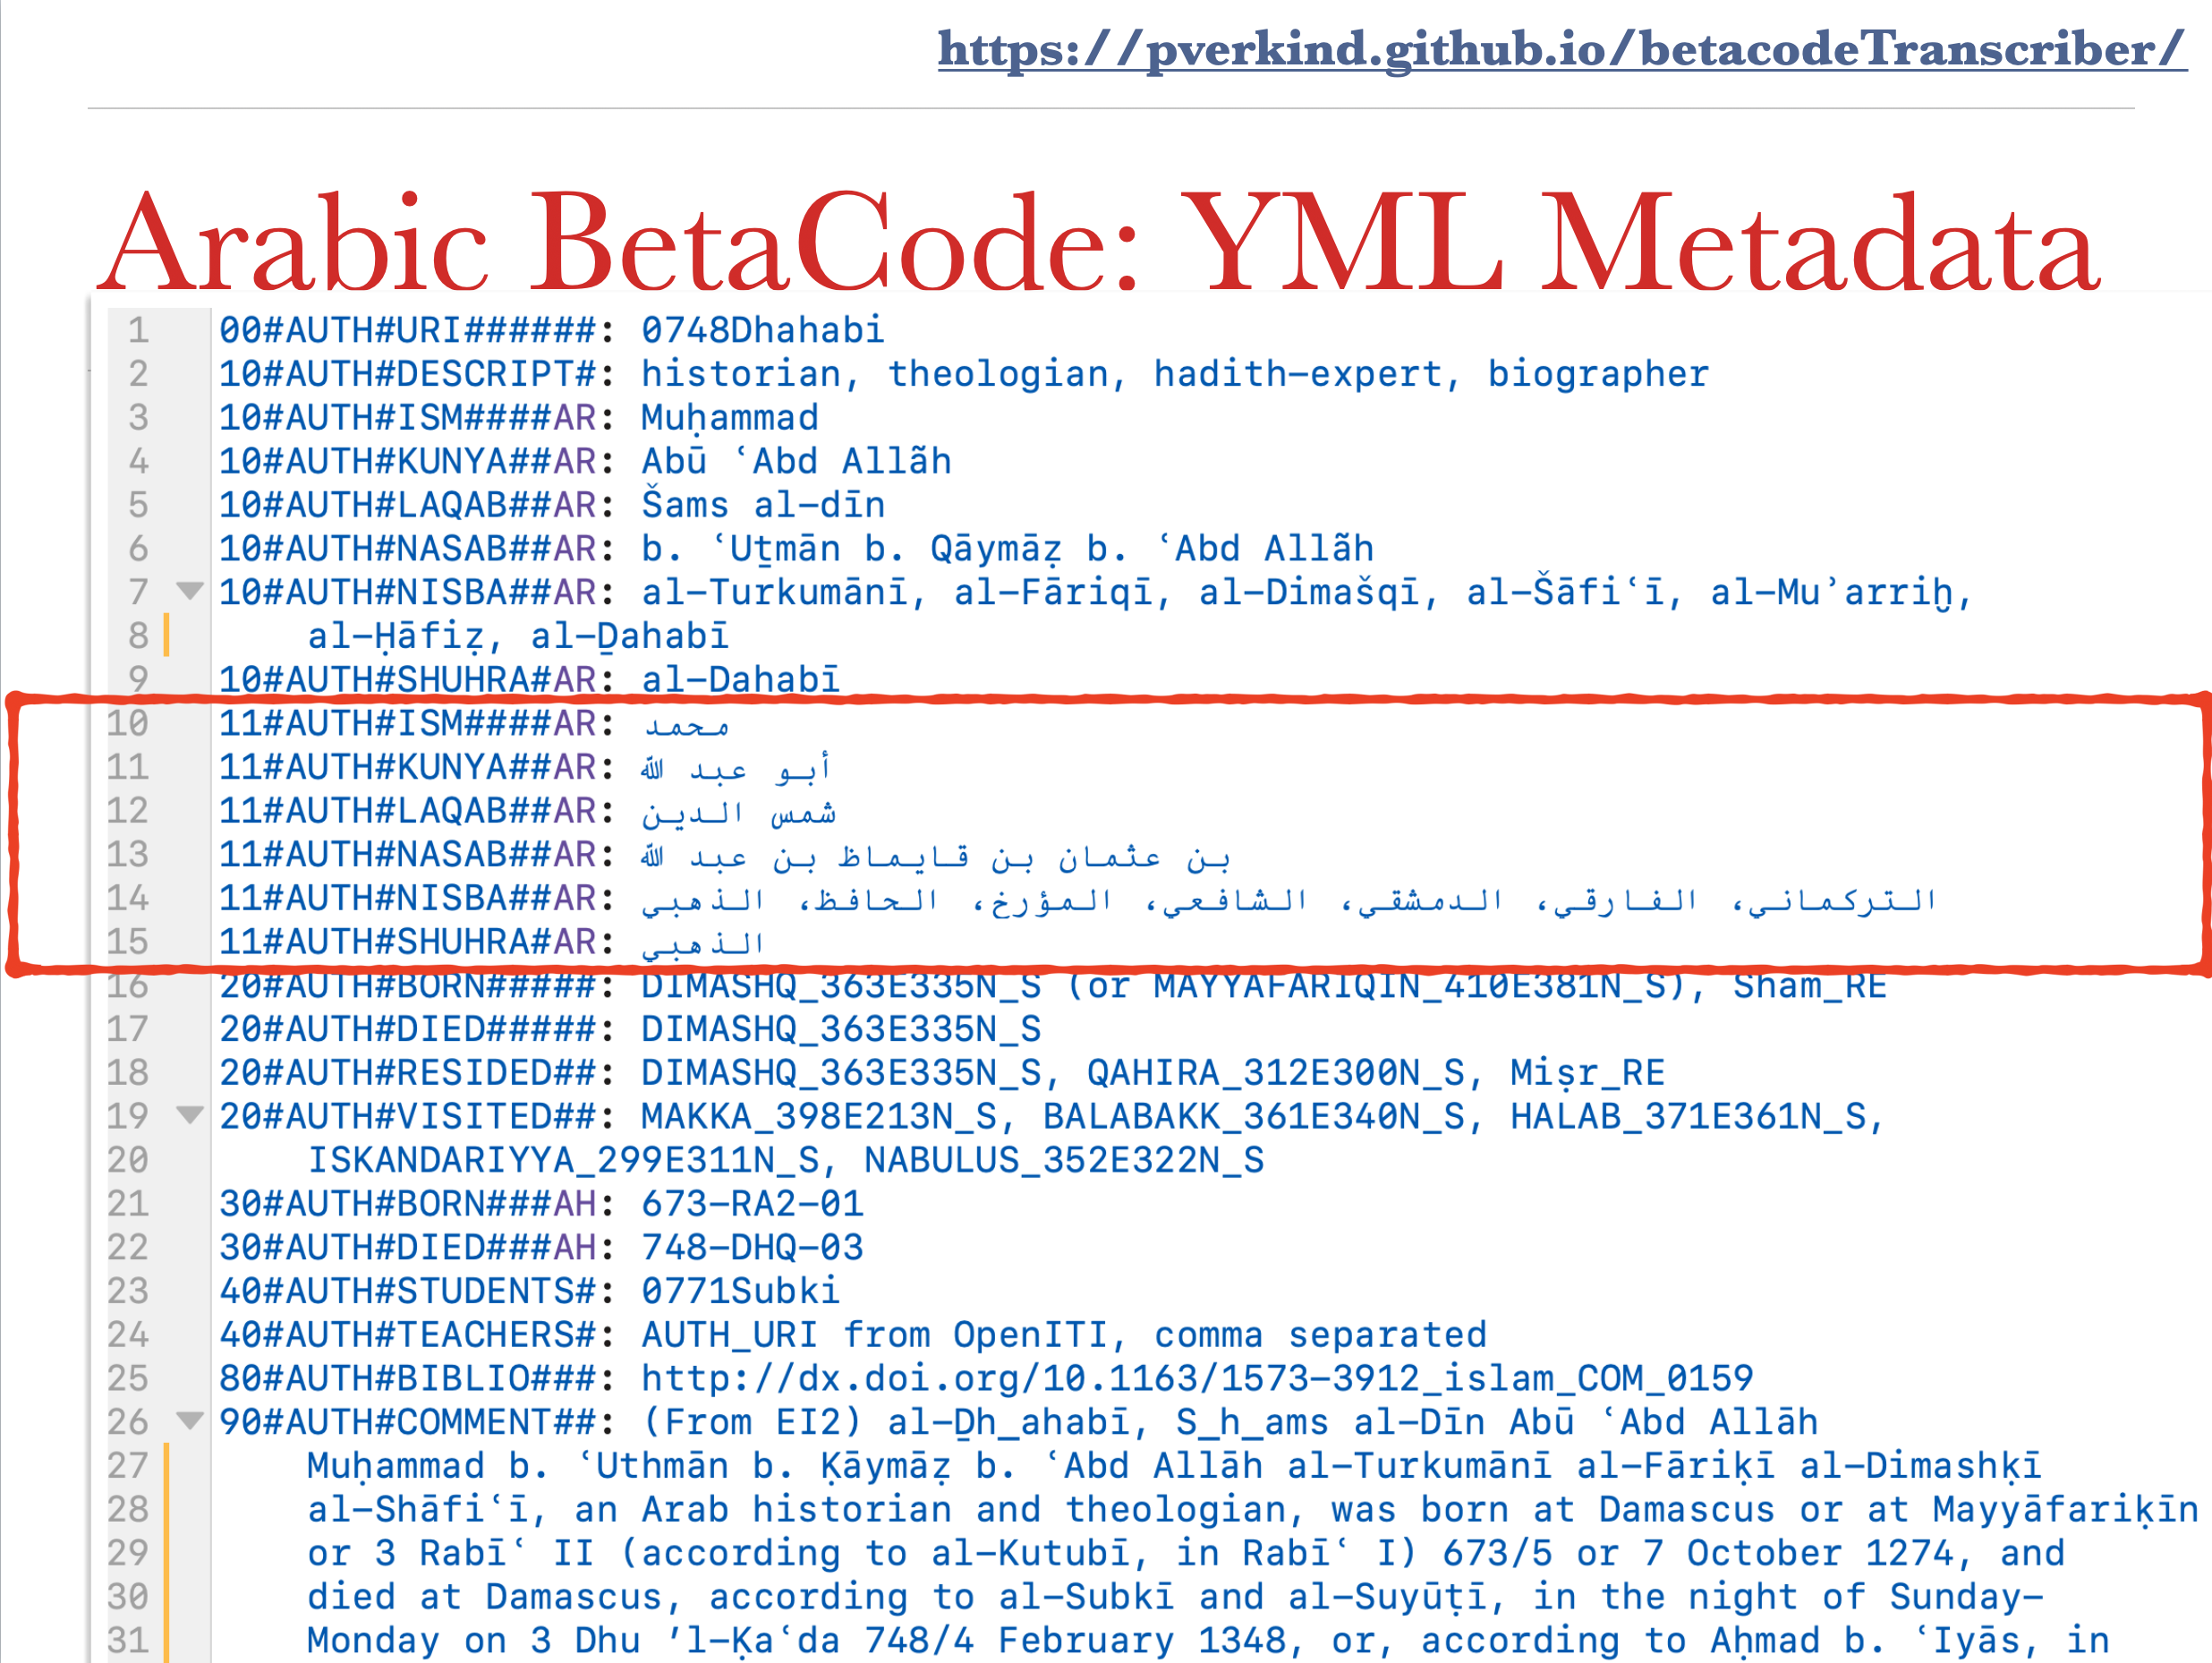 https://pverkind.github.io/betacodeTranscriber/
Arabic BetaCode: YML Metadata
1 00#AUTH#URI######: 0748Dhahabi
2 10#AUTH#DESCRIPT#: historian, theologian, hadith-expert, biographer
3 10#AUTH#ISM####AR: Muḥammad
4 10#AUTH#KUNYA##AR: Abū ʿAbd Allãh
5 10#AUTH#LAQAB##AR: Šams al-dīn
6 10#AUTH#NASAB##AR: b. ʿUṯmān b. Qāymāẓ b. ʿAbd Allãh
7 10#AUTH#NISBA##AR: al-Turkumānī, al-Fāriqī, al-Dimašqī, al-Šāfiʿī, al-Muʾarriḫ,
8 al-Ḥāfiẓ, al-Ḏahabī
9 10#AUTH#SHUHRA#AR: al-Dahabī
10 11#AUTH#ISM####AR: محمد
11 11#AUTH#KUNYA##AR: أبو عبد الله
12 11#AUTH#LAQAB##AR: شمس الدين
13 11#AUTH#NASAB##AR: بن عثمان بن قايماظ بن عبد الله
14 11#AUTH#NISBA##AR: التركماني، الفارقي، الدمشقي، الشافعي، المؤرخ، الحافظ، الذهبي
15 11#AUTH#SHUHRA#AR: الذهبي
16 20#AUTH#BORN#####: DIMASHQ_363E335N_S (or MAYYAFARIQIN_410E381N_S), Sham_RE
17 20#AUTH#DIED#####: DIMASHQ_363E335N_S
18 20#AUTH#RESIDED##: DIMASHQ_363E335N_S, QAHIRA_312E300N_S, Miṣr_RE
19 20#AUTH#VISITED##: MAKKA_398E213N_S, BALABAKK_361E340N_S, HALAB_371E361N_S,
20 ISKANDARIYYA_299E311N_S, NABULUS_352E322N_S
21 30#AUTH#BORN###AH: 673-RA2-01
22 30#AUTH#DIED###AH: 748-DHQ-03
23 40#AUTH#STUDENTS#: 0771Subki
24 40#AUTH#TEACHERS#: AUTH_URI from OpenITI, comma separated
25 80#AUTH#BIBLIO###: http://dx.doi.org/10.1163/1573-3912_islam_COM_0159
26 90#AUTH#COMMENT##: (From EI2) al-Ḏh_ahabī, S_h_ams al-Dīn Abū ʿAbd Allāh
27 Muḥammad b. ʿUthmān b. Ḳāymāẓ b. ʿAbd Allāh al-Turkumānī al-Fāriḳī al-Dimashḳī
28 al-Shāfiʿī, an Arab historian and theologian, was born at Damascus or at Mayyāfariḳīn
29 or 3 Rabīʿ II (according to al-Kutubī, in Rabīʿ I) 673/5 or 7 October 1274, and
30 died at Damascus, according to al-Subkī and al-Suyūṭī, in the night of Sunday-
31 Monday on 3 Dhu ’l-Ḳaʿda 748/4 February 1348, or, according to Aḥmad b. ʿIyās, in